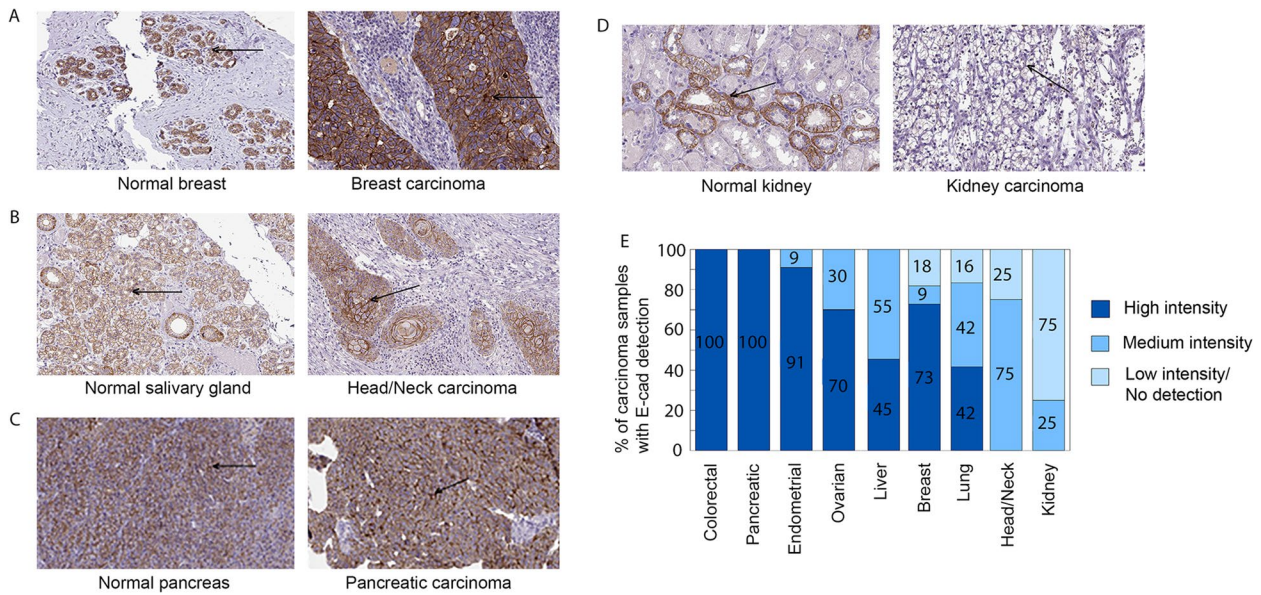 A
Normal breast
Breast carcinoma
B
Normal salivary gland
Head/Neck carcinoma
C
Normal pancreas
Pancreatic carcinoma
D
Normal kidney
Kidney carcinoma
E
% of carcinoma samples
with E-cad detection
100
80
60
40
20
0
100
100
9
91
30
70
55
45
18
9
73
16
42
42
25
75
75
25
Colorectal
Pancreatic
Endometrial
Ovarian
Liver
Breast
Lung
Head/Neck
Kidney
High intensity
Medium intensity
Low intensity/
No detection